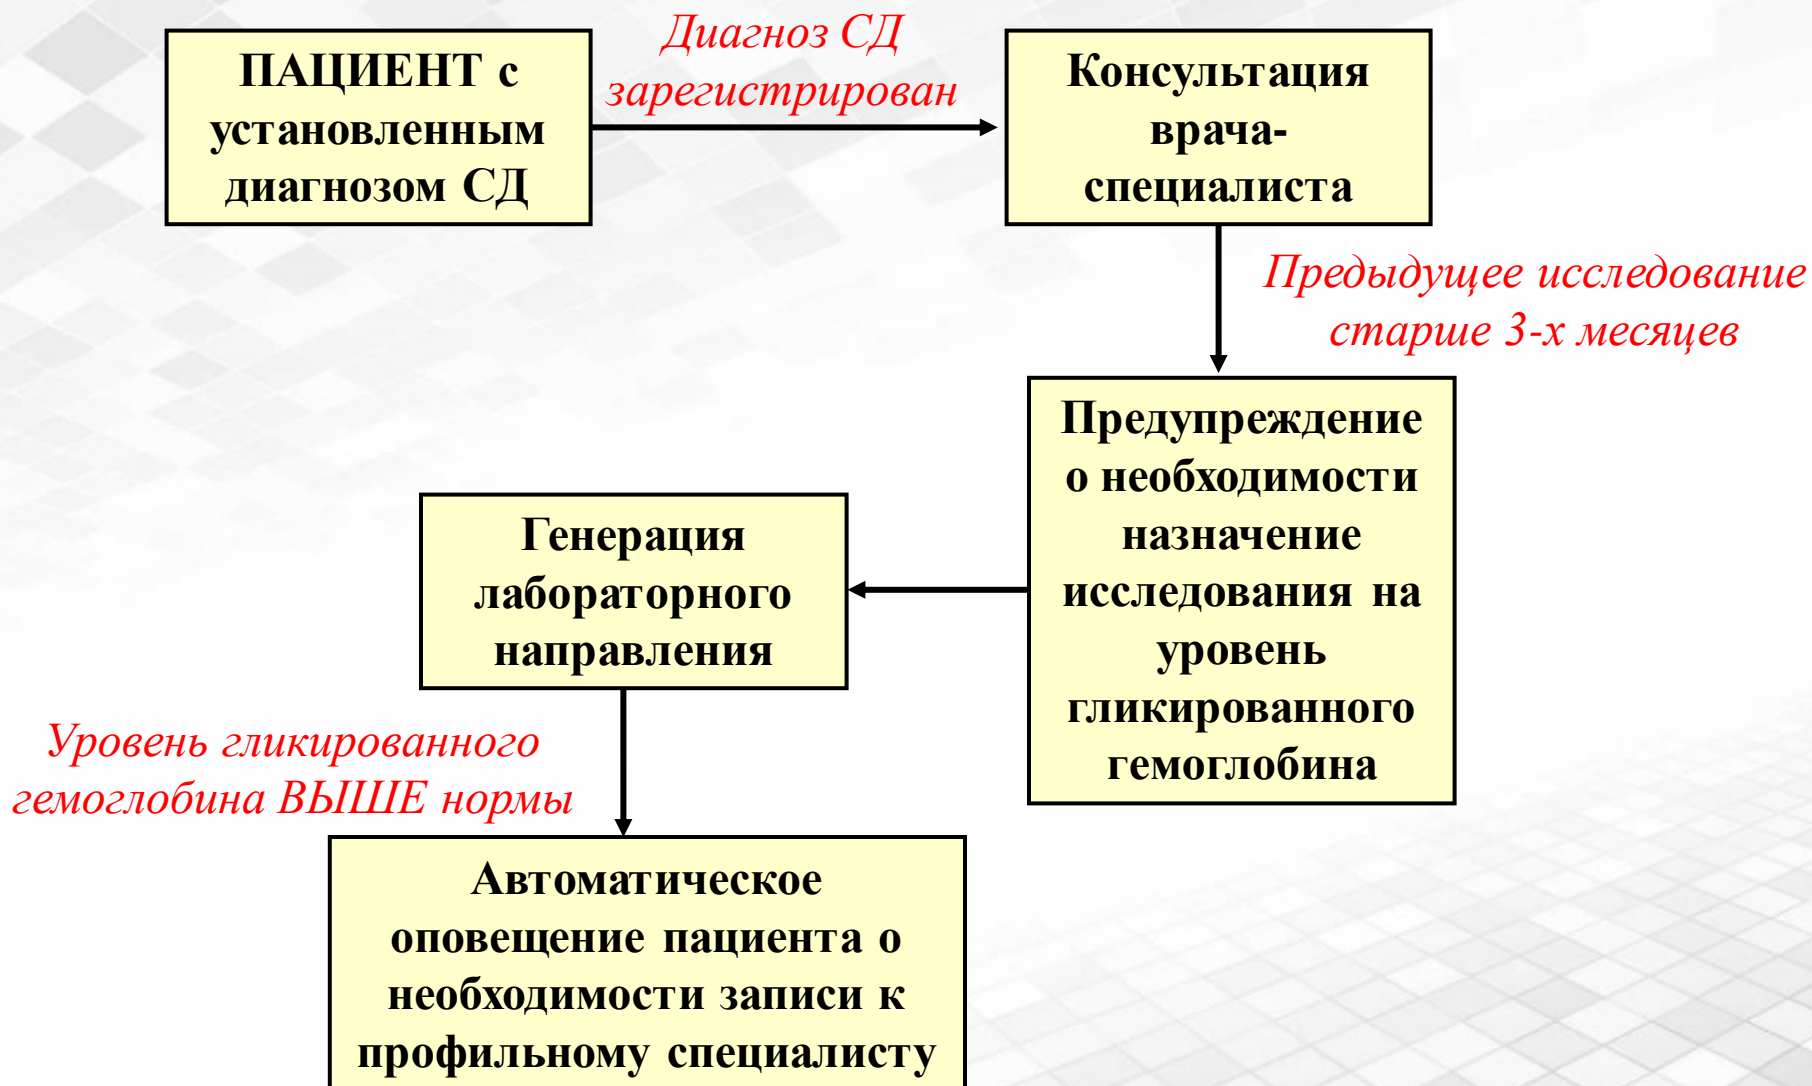 ПАЦИЕНТ с
установленным
диагнозом СД
Диагноз СД
зарегистрирован
Консультация
врача-
специалиста
Предыдущее исследование
старше 3-х месяцев
Предупреждение
о необходимости
назначение
исследования на
уровень
гликированного
гемоглобина
Генерация
лабораторного
направления
Уровень гликированного
гемоглобина ВЫШЕ нормы
Автоматическое
оповещение пациента о
необходимости записи к
профильному специалисту